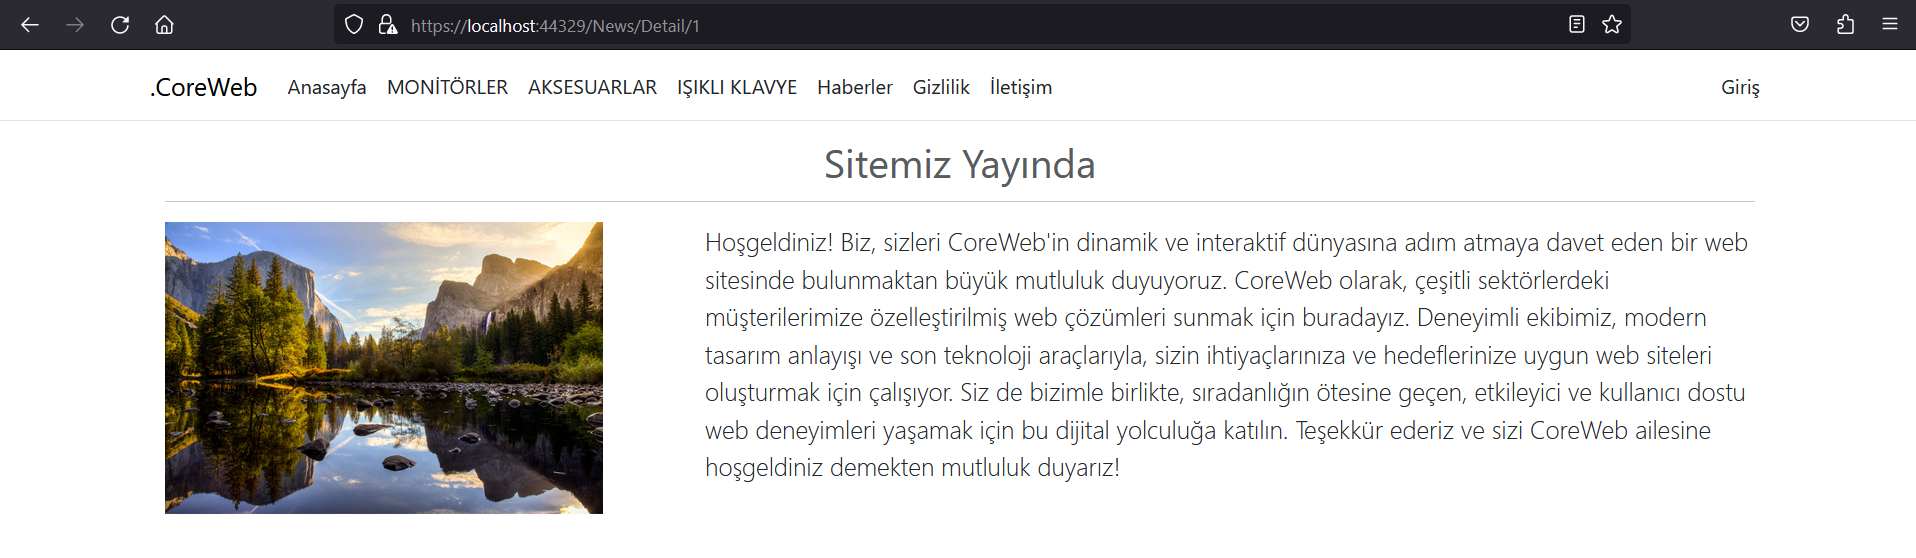 https://localhost:44329/News/Detail/1
.CoreWeb Anasayfa MONİTÖRLER AKSESUARLAR IŞIKLI KLAVYE Haberler Gizlilik İletişim Giriş
Sitemiz Yayında
Hoşgeldiniz! Biz, sizleri CoreWeb'in dinamik ve interaktif dünyasına adım atmaya davet eden bir web
sitesinde bulunmaktan büyük mutluluk duyuyoruz. CoreWeb olarak, çeşitli sektörlerdeki
müşterilerimize özelleştirilmiş web çözümleri sunmak için buradayız. Deneyimli ekibimiz, modern
tasarım anlayışı ve son teknoloji araçlarıyla, sizin ihtiyaçlarınıza ve hedeflerinize uygun web siteleri
oluşturmak için çalışıyor. Siz de bizimle birlikte, sıradanlığın ötesine geçen, etkileyici ve kullanıcı dostu
web deneyimleri yaşamak için bu dijital yolculuğa katılın. Teşekkür ederiz ve sizi CoreWeb ailesine
hoşgeldiniz demekten mutluluk duyarız!